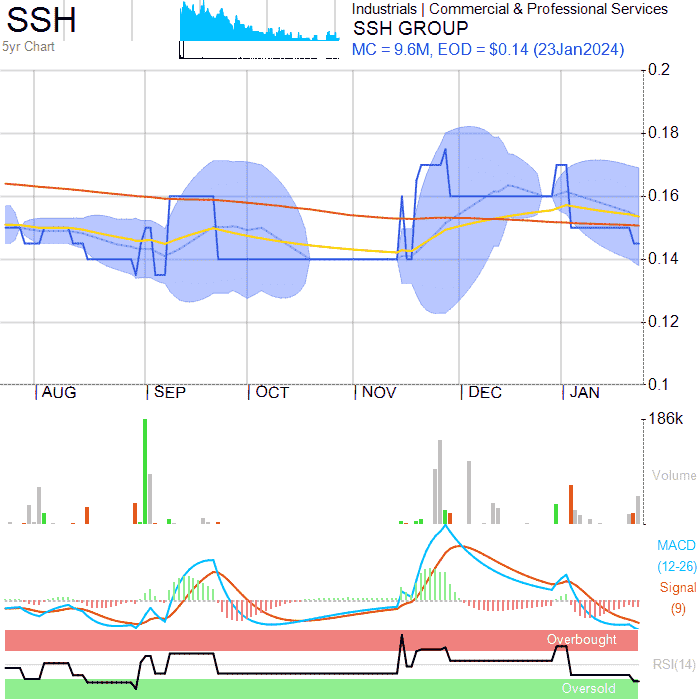 SSH
5yr Chart
Industrials | Commercial & Professional Services
SSH GROUP
MC = 9.6M, EOD = $0.14 (23Jan2024)
0.2
0.18
0.16
0.14
0.12
0.1
AUG SEP OCT NOV DEC JAN
186k
Volume
MACD
(12-26)
Signal
(9)
Overbought
RSI(14)
Oversold